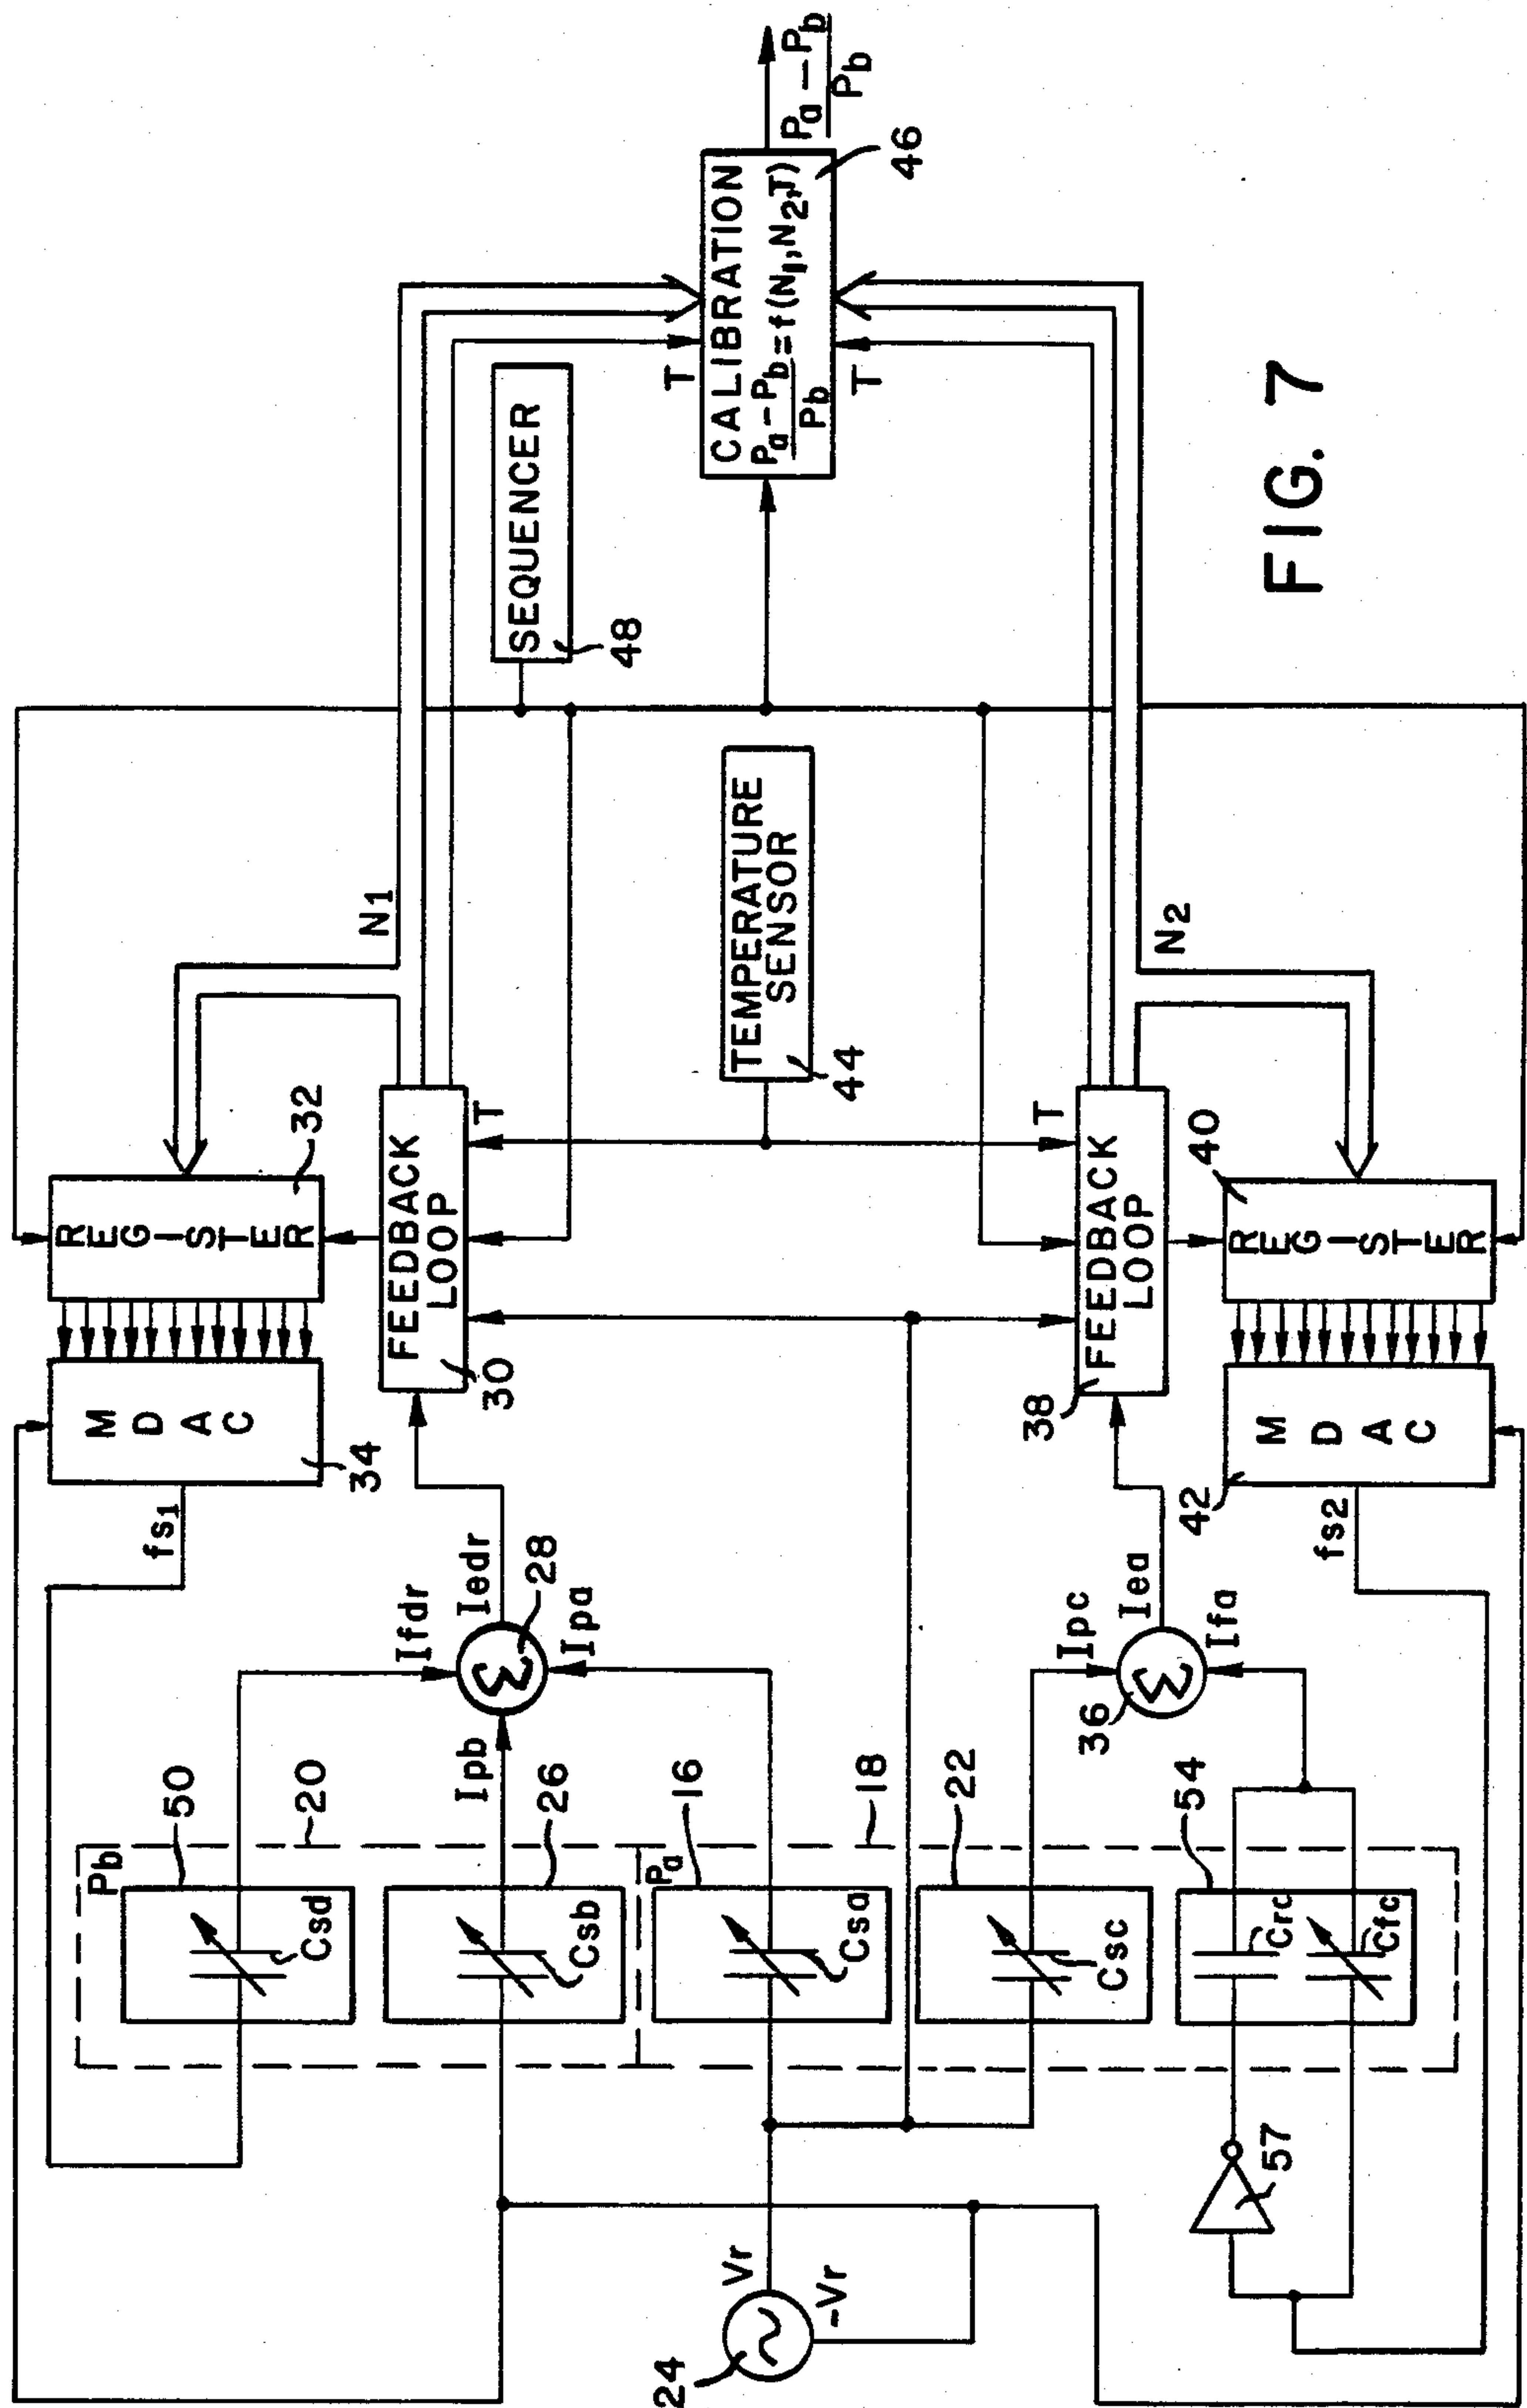 Pb
50
Csd
20
Ifdr
fs1
MDAC
34
REGISTER
32
N1
26
Csb
Ipb
Iedr
28
Ipa
FEEDBACK
LOOP
30
T
SEQUENCER
48
Pa
16
Csa
18
Vr
-Vr
24
TEMPERATURE
SENSOR
44
T
CALIBRATION
Pa-Pb/Pb=f(N1,N2,T)
T
46
Pa-Pb/Pb
22
Csc
Ipc
Iea
36
Ifa
FEEDBACK
LOOP
38
T
54
Crc
Cfc
57
fs2
MDAC
42
REGISTER
40
N2
FIG. 7